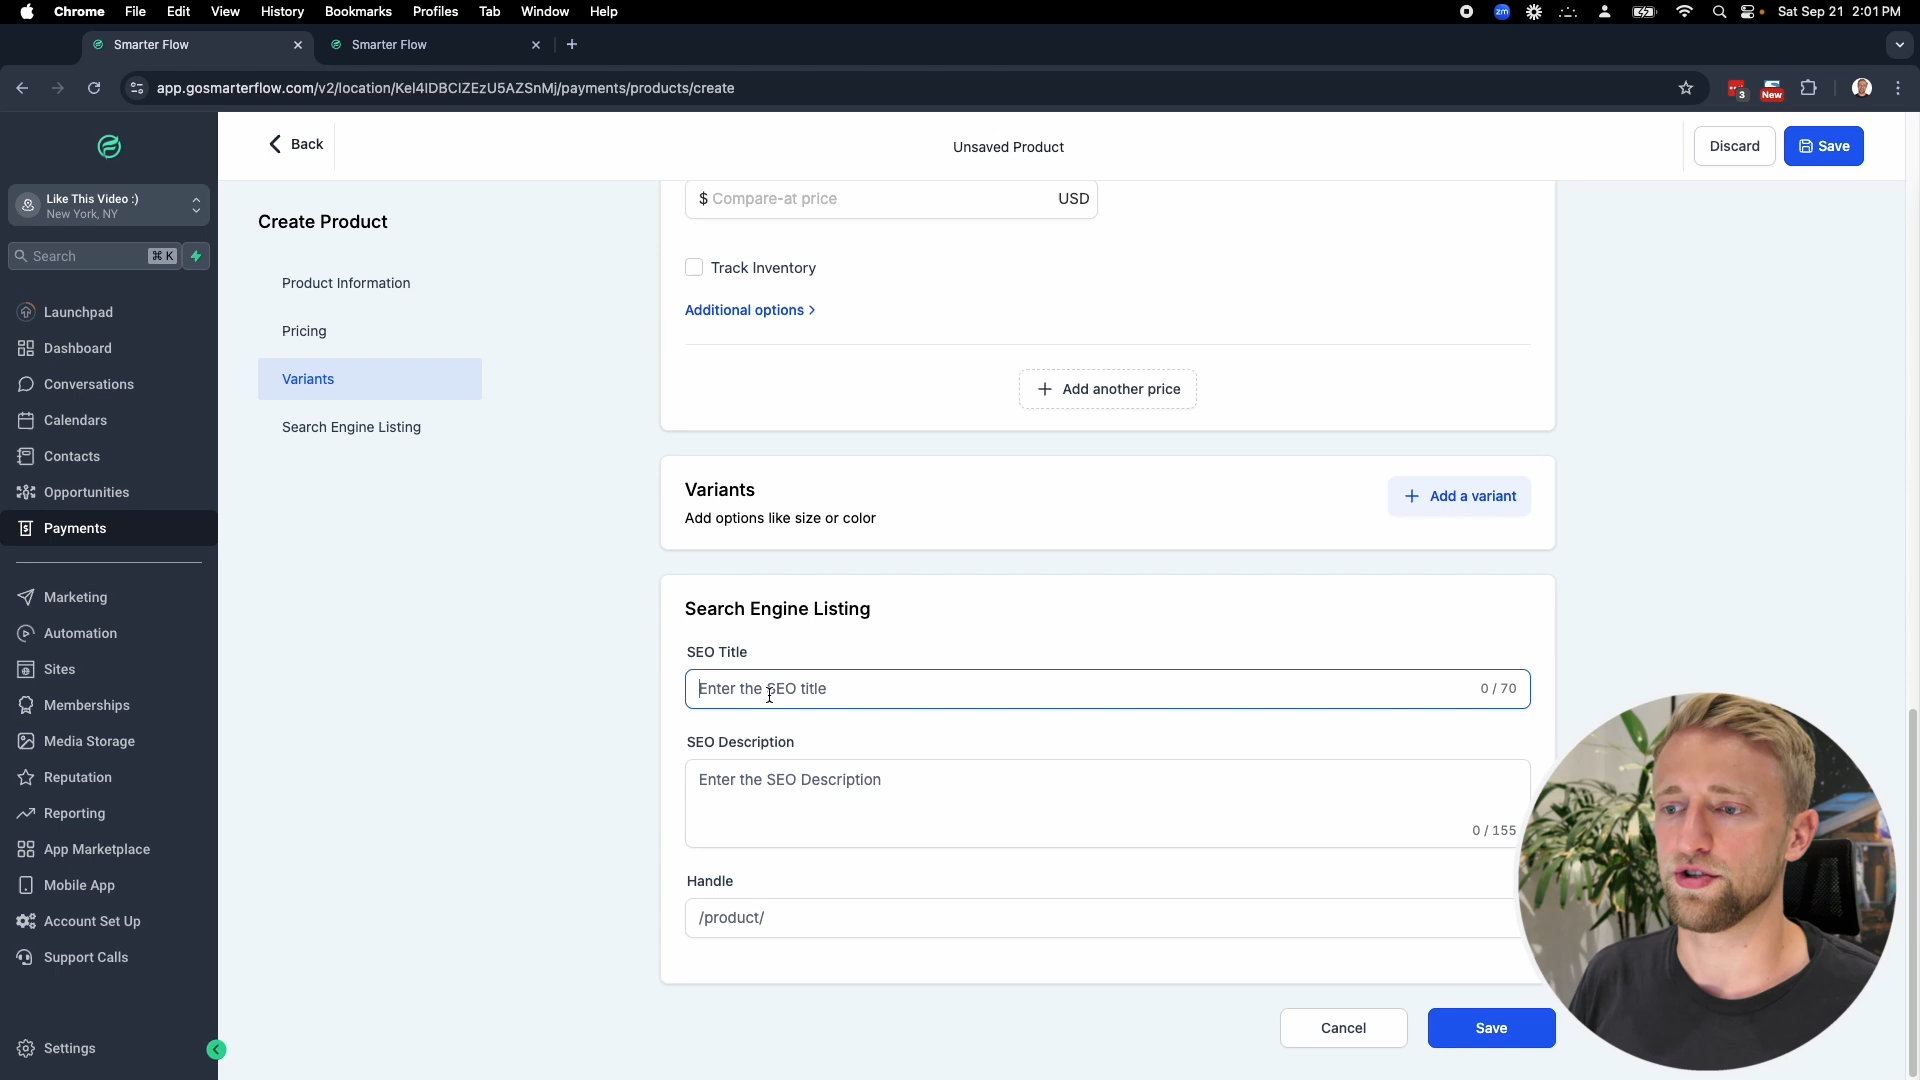 Chrome File Edit View History Bookmarks Profiles Tab Window Help
zm
Sat Sep 21 2:01 PM
Smarter Flow
Smarter Flow
app.gosmarterflow.com/v2/location/Kel4IDBCIZEzU5AZSnMj/payments/products/create
3
New
Like This Video :)
New York, NY
Search
⌘ K
Launchpad
Dashboard
Conversations
Calendars
Contacts
Opportunities
Payments
Marketing
Automation
Sites
Memberships
Media Storage
Reputation
Reporting
App Marketplace
Mobile App
Account Set Up
Support Calls
Settings
Back
Unsaved Product
Discard
Save
Create Product
Product Information
Pricing
Variants
Search Engine Listing
$ Compare-at price USD
Track Inventory
Additional options >
+ Add another price
Variants
Add options like size or color
+ Add a variant
Search Engine Listing
SEO Title
Enter the SEO title
0 / 70
SEO Description
Enter the SEO Description
0 / 155
Handle
/product/
Cancel
Save